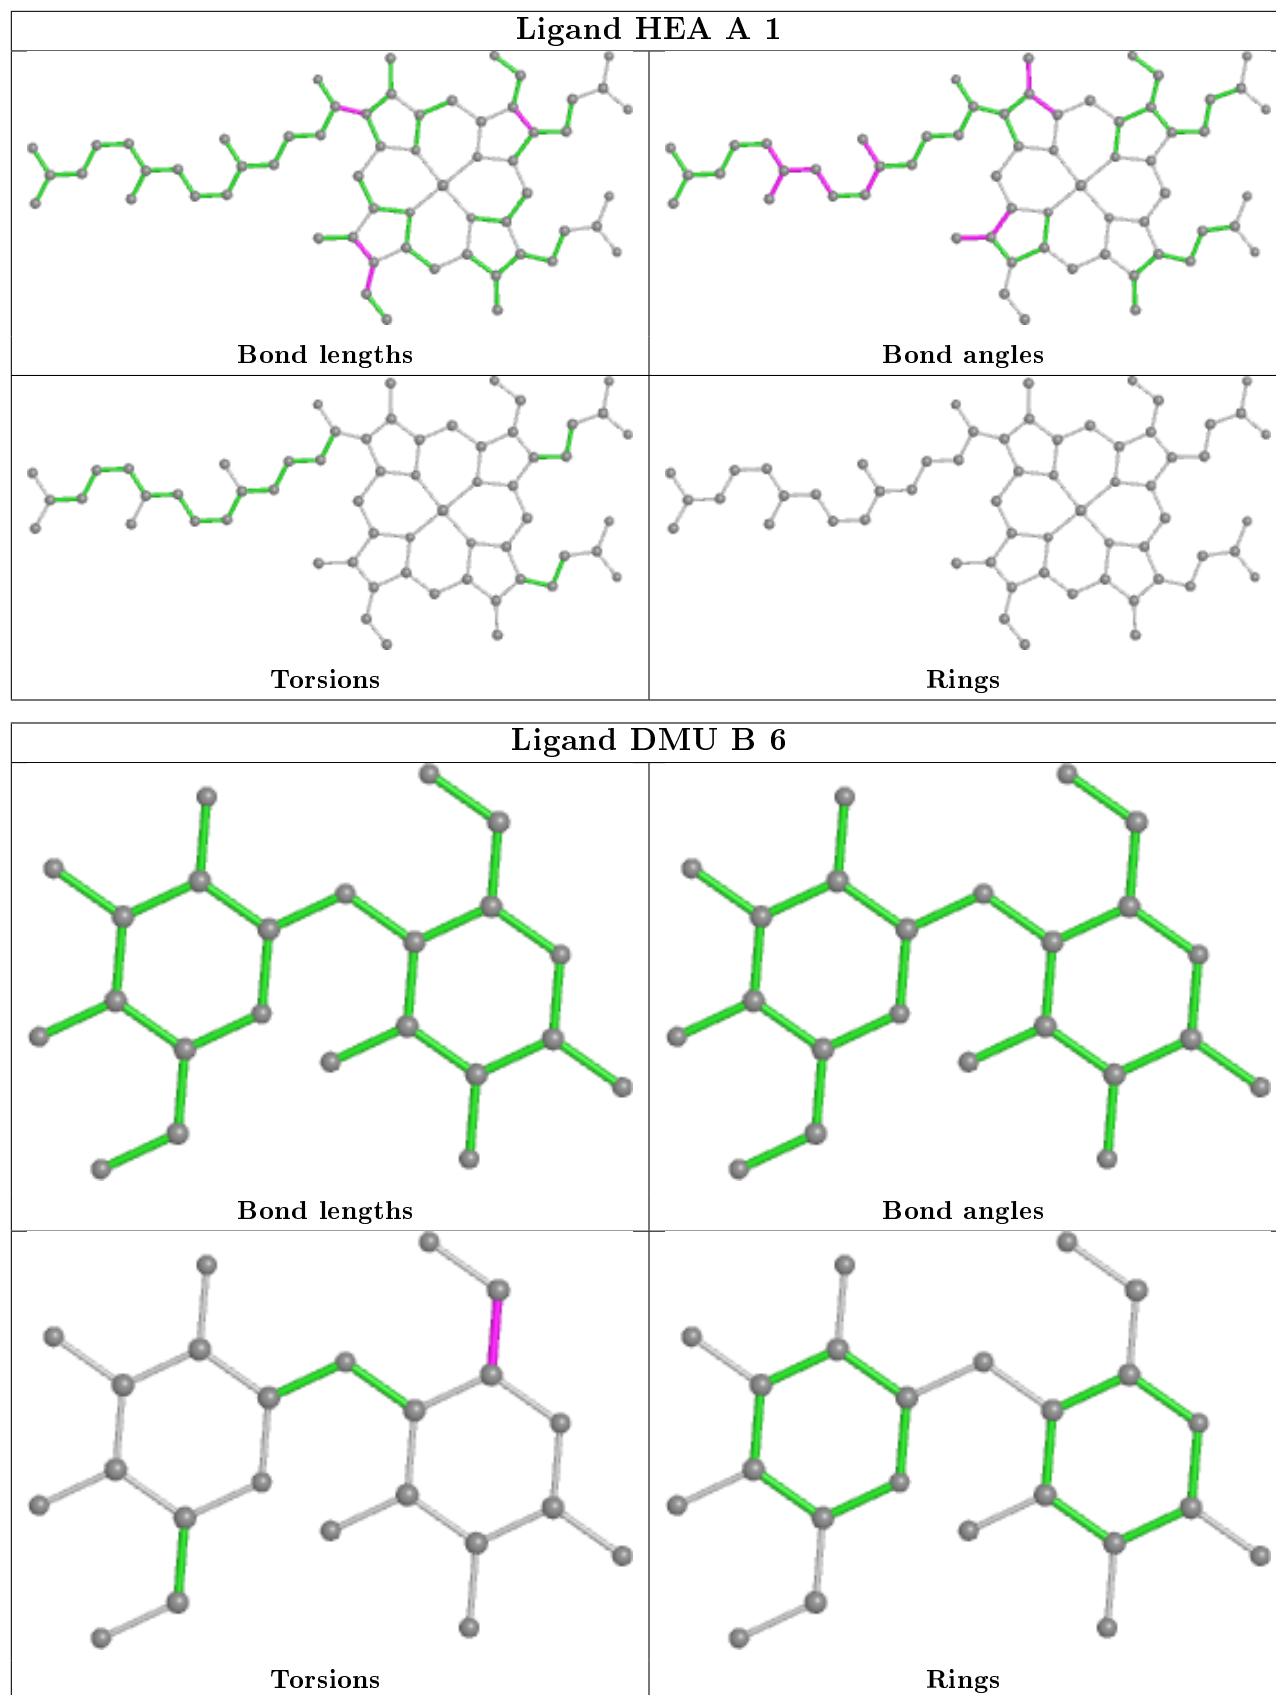 Ligand HEA A 1
Bond lengths
Bond angles
Torsions
Rings
Ligand DMU B 6
Bond lengths
Bond angles
Torsions
Rings